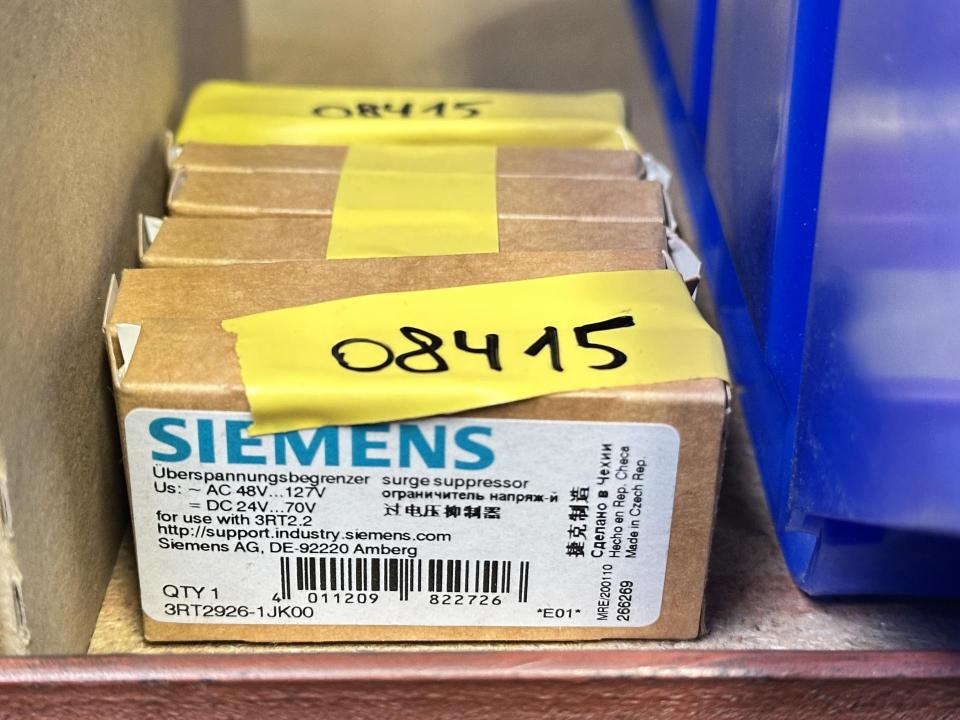 08415
08415
SIEMENS
Überspannungsbegrenzer surge suppressor
Us: ~ AC 48V...127V ограничитель напряж-й
= DC 24V...70V 过电压抑制器
for use with 3RT2.2
http://support.industry.siemens.com
Siemens AG, DE-92220 Amberg
QTY 1
4 011209 822726
3RT2926-1JK00
*E01*
捷克制造
Сделано в Чехии
Hecho en Rep. Checa
Made in Czech Rep.
MRE/200110
266269